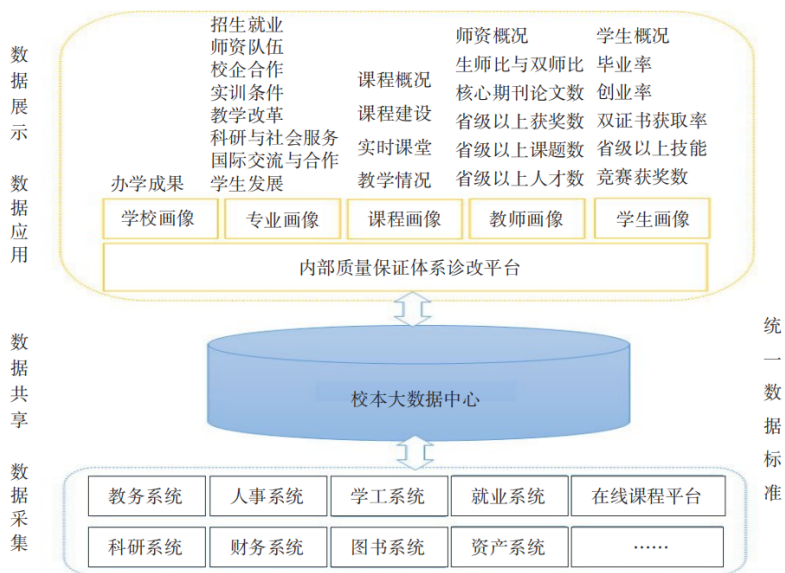 数据展示
数据应用
办学成果
招生就业
师资队伍
校企合作
实训条件
教学改革
科研与社会服务
国际交流与合作
学生发展
课程概况
课程建设
实时课堂
教学情况
师资概况
生师比与双师比
核心期刊论文数
省级以上获奖数
省级以上课题数
省级以上人才数
学生概况
毕业率
创业率
双证书获取率
省级以上技能
竞赛获奖数
学校画像
专业画像
课程画像
教师画像
学生画像
内部质量保证体系诊改平台
数据共享
校本大数据中心
统一数据标准
数据采集
教务系统
人事系统
学工系统
就业系统
在线课程平台
科研系统
财务系统
图书系统
资产系统
……